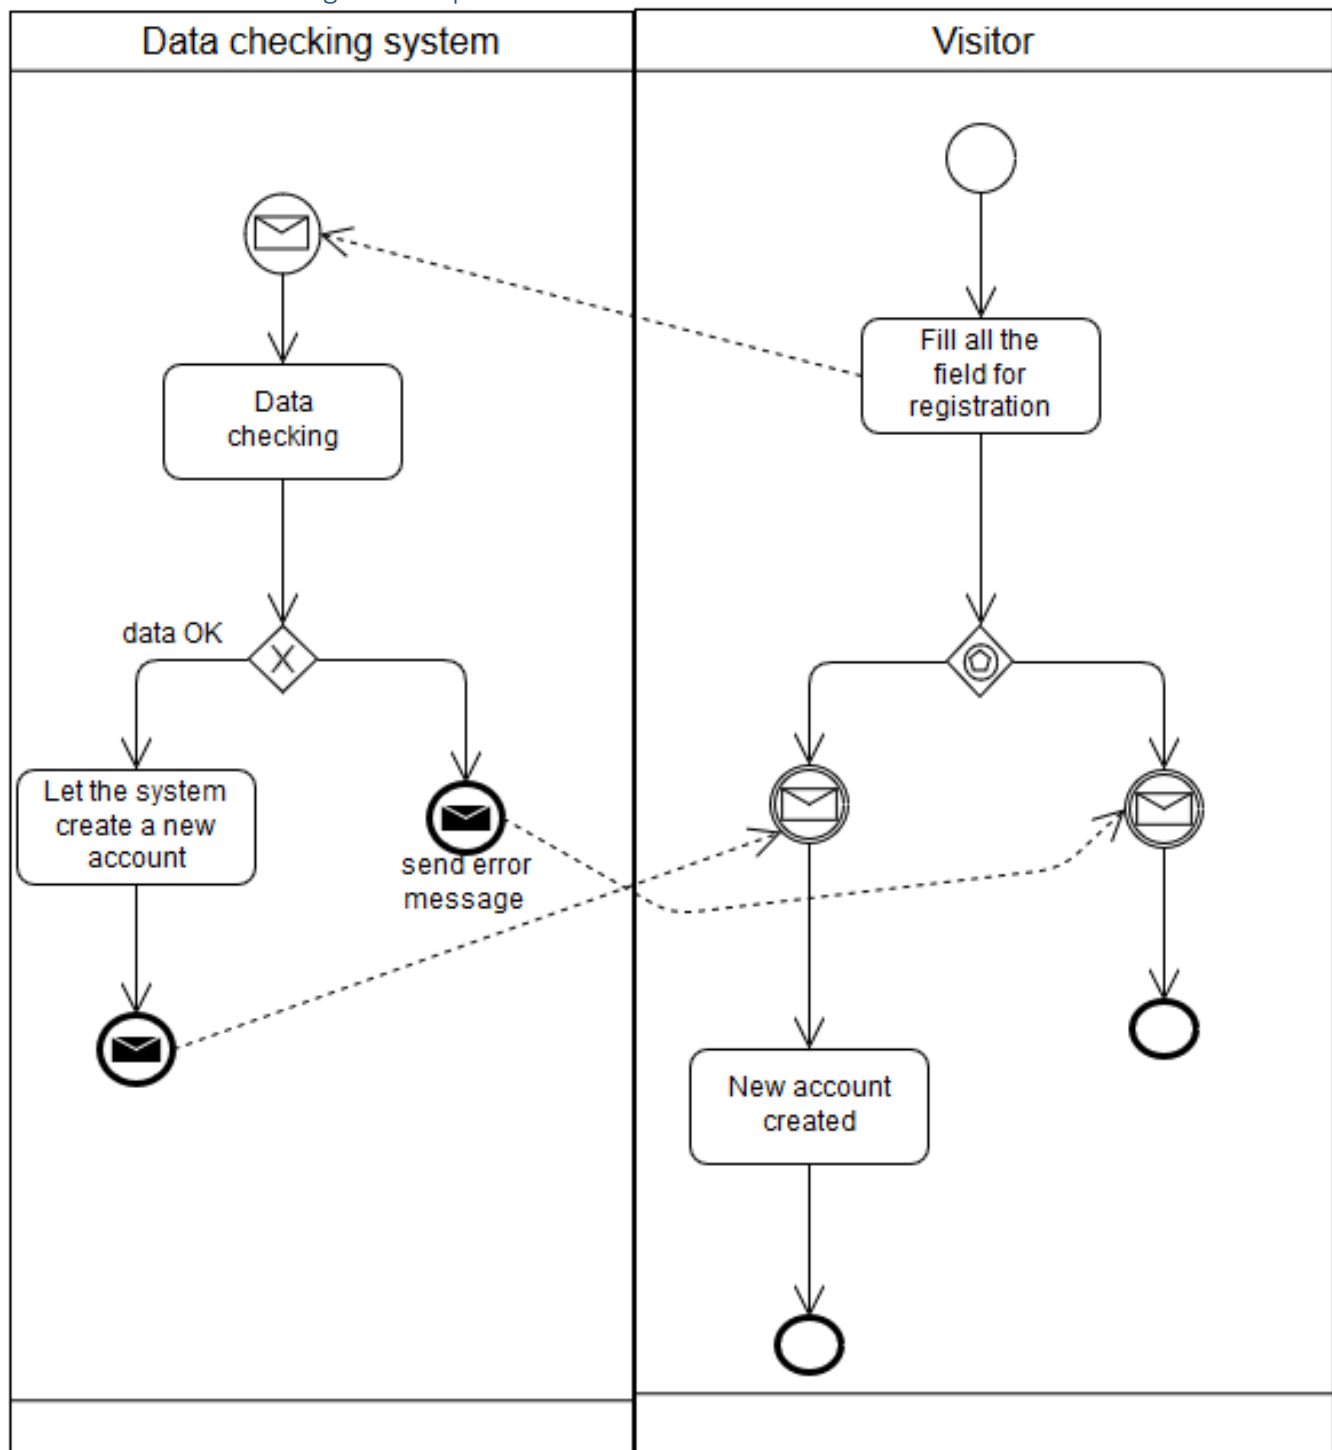 Data checking system
Visitor
Fill all the
field for
registration
Data
checking
data OK
Let the system
create a new
account
send error
message
New account
created